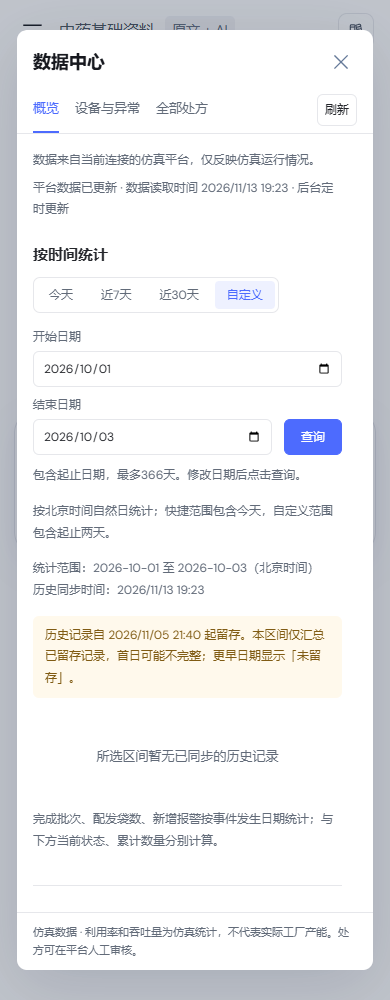 中药基础资料 原文 + AI
数据中心
概览 设备与异常 全部处方 刷新
数据来自当前连接的仿真平台，仅反映仿真运行情况。
平台数据已更新 · 数据读取时间 2026/11/13 19:23 · 后台定
时更新
按时间统计
今天 近7天 近30天 自定义
开始日期
2026/10/01
结束日期
2026/10/03 查询
包含起止日期，最多366天。修改日期后点击查询。
按北京时间自然日统计；快捷范围包含今天，自定义范围
包含起止两天。
统计范围：2026-10-01 至 2026-10-03（北京时间）
历史同步时间：2026/11/13 19:23
历史记录自 2026/11/05 21:40 起留存。本区间仅汇总
已留存记录，首日可能不完整；更早日期显示「未留
存」。
所选区间暂无已同步的历史记录
完成批次、配发袋数、新增报警按事件发生日期统计；与
下方当前状态、累计数量分别计算。
仿真数据 · 利用率和吞吐量为仿真统计，不代表实际工厂产能。处
方可在平台人工审核。